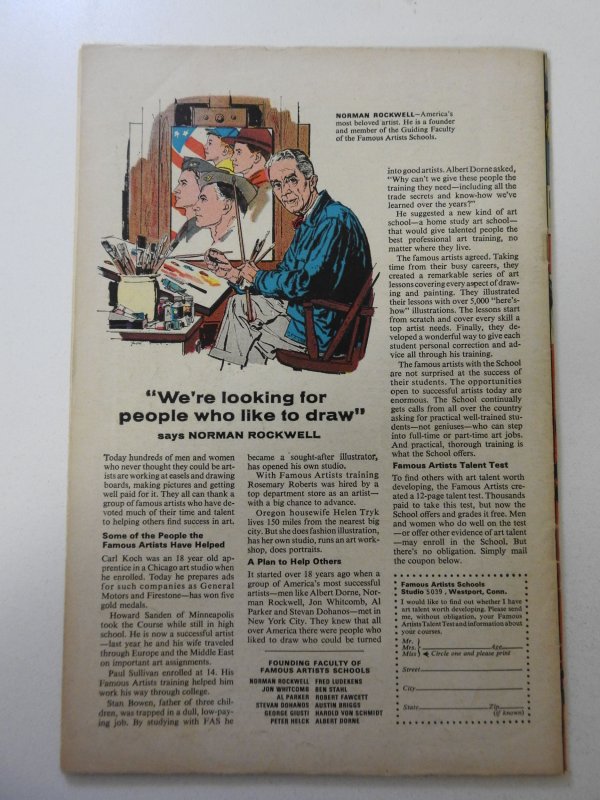 NORMAN ROCKWELL—America's
most beloved artist. He is a founder
and member of the Guiding Faculty
of the Famous Artists Schools.
"We're looking for
people who like to draw"
says NORMAN ROCKWELL
Today hundreds of men and women
who never thought they could be art-
ists are working at easels and drawing
boards, making pictures and getting
well paid for it. They all can thank a
group of famous artists who have de-
voted much of their time and talent
to helping others find success in art.
Some of the People the
Famous Artists Have Helped
Carl Koch was an 18 year old ap-
prentice in a Chicago art studio when
he enrolled. Today he prepares ads
for such companies as General
Motors and Firestone—has won five
gold medals.
Howard Sanden of Minneapolis
took the Course while still in high
school. He is now a successful artist
—last year he and his wife traveled
through Europe and the Middle East
on important art assignments.
Paul Sullivan enrolled at 14. His
Famous Artists training helped him
work his way through college.
Stan Bowen, father of three chil-
dren, was trapped in a dull, low-pay-
ing job. By studying with FAS he
became a sought-after illustrator,
has opened his own studio.
With Famous Artists training
Rosemary Roberts was hired by a
top department store as an artist—
with a big chance to advance.
Oregon housewife Helen Tryk
lives 150 miles from the nearest big
city. But she does fashion illustration,
has her own studio, runs an art work-
shop, does portraits.
A Plan to Help Others
It started over 18 years ago when a
group of America's most successful
artists—men like Albert Dorne, Nor-
man Rockwell, Jon Whitcomb, Al
Parker and Stevan Dohanos—met in
New York City. They knew that all
over America there were people who
liked to draw who could be turned
into good artists. Albert Dorne asked,
"Why can't we give these people the
training they need—including all the
trade secrets and know-how we've
learned over the years?"
He suggested a new kind of art
school—a home study art school—
that would give talented people the
best professional art training, no
matter where they live.
The famous artists agreed. Taking
time from their busy careers, they
created a remarkable series of art
lessons covering every aspect of draw-
ing and painting. They illustrated
their lessons with over 5,000 "here's-
how" illustrations. The lessons start
from scratch and cover every skill a
top artist needs. Finally, they de-
veloped a wonderful way to give each
student personal correction and ad-
vice all through his training.
The famous artists with the School
are not surprised at the success of
their students. The opportunities
open to successful artists today are
enormous. The School continually
gets calls from all over the country
asking for practical well-trained stu-
dents—not geniuses—who can step
into full-time or part-time art jobs.
And practical, thorough training is
what the School offers.
Famous Artists Talent Test
To find others with art talent worth
developing, the Famous Artists cre-
ated a 12-page talent test. Thousands
paid to take this test, but now the
School offers and grades it free. Men
and women who do well on the test
—or offer other evidence of art talent
—may enroll in the School. But
there's no obligation. Simply mail
the coupon below.
FOUNDING FACULTY OF
FAMOUS ARTISTS SCHOOLS
NORMAN ROCKWELL FRED LUDEKENS
JON WHITCOMB BEN STAHL
AL PARKER ROBERT FAWCETT
STEVAN DOHANOS AUSTIN BRIGGS
GEORGE GIUSTI HAROLD VON SCHMIDT
PETER HELCK ALBERT DORNE
Famous Artists Schools
Studio 5039, Westport, Conn.
I would like to find out whether I have
art talent worth developing. Please send
me, without obligation, your Famous
Artists Talent Test and information about
your courses.
Mr.
Mrs. Age
Miss Circle one and please print
Street
City
State Zip
(if known)